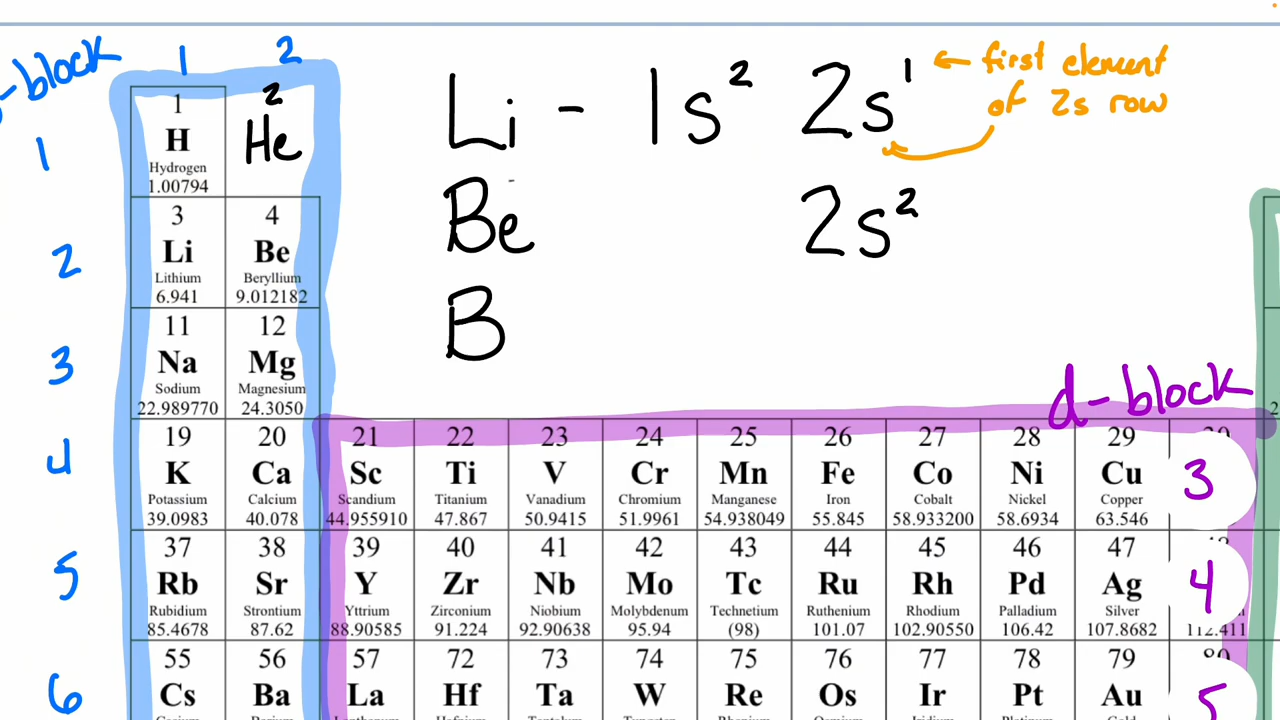 -block
1 2
Li - 1s² 2s¹ ← first element
of 2s row
1
1
H
Hydrogen
1.00794
2
He
Be 2s²
2
3 4
Li Be
Lithium Beryllium
6.941 9.012182
B
3
11 12
Na Mg
Sodium Magnesium
22.989770 24.3050
d-block
4
19 20 21 22 23 24 25 26 27 28 29
K Ca Sc Ti V Cr Mn Fe Co Ni Cu 3
Potassium Calcium Scandium Titanium Vanadium Chromium Manganese Iron Cobalt Nickel Copper
39.0983 40.078 44.955910 47.867 50.9415 51.9961 54.938049 55.845 58.933200 58.6934 63.546
5
37 38 39 40 41 42 43 44 45 46 47
Rb Sr Y Zr Nb Mo Tc Ru Rh Pd Ag 4
Rubidium Strontium Yttrium Zirconium Niobium Molybdenum Technetium Ruthenium Rhodium Palladium Silver
85.4678 87.62 88.90585 91.224 92.90638 95.94 (98) 101.07 102.90550 106.42 107.8682 112.411
6
55 56 57 72 73 74 75 76 77 78 79
Cs Ba La Hf Ta W Re Os Ir Pt Au 5